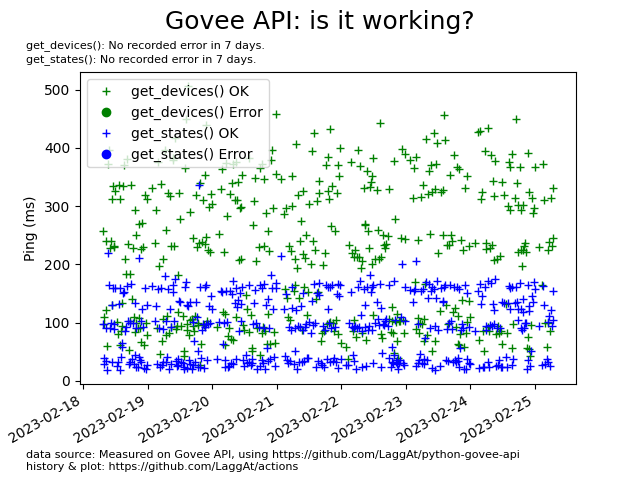 Govee API: is it working?
get_devices(): No recorded error in 7 days.
get_states(): No recorded error in 7 days.
get_devices() OK
get_devices() Error
get_states() OK
get_states() Error
Ping (ms)
500
400
300
200
100
0
2023-02-18
2023-02-19
2023-02-20
2023-02-21
2023-02-22
2023-02-23
2023-02-24
2023-02-25
data source: Measured on Govee API, using https://github.com/LaggAt/python-govee-api
history & plot: https://github.com/LaggAt/actions